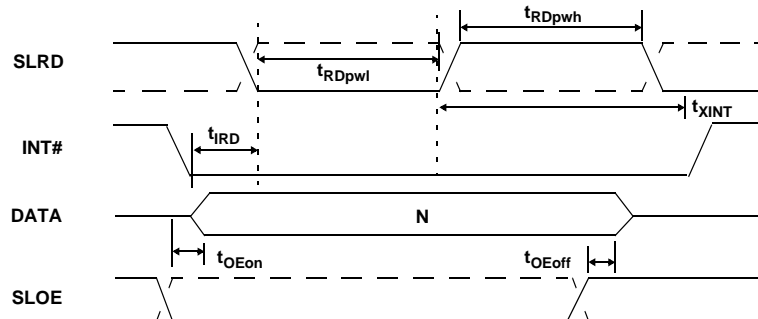 tRDpwh
SLRD
tRDpwl
tXINT
tIRD
INT#
DATA
N
tOEon
tOEoff
SLOE